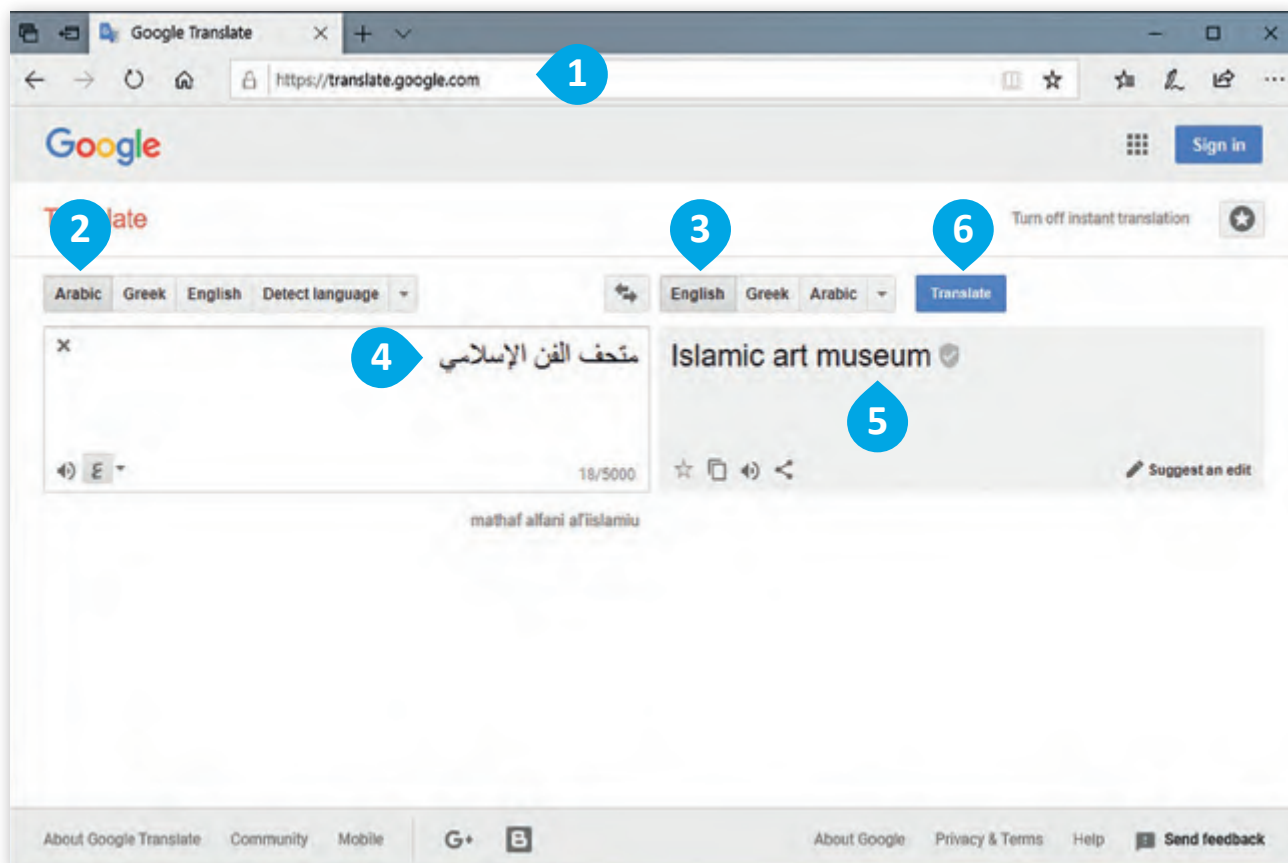 Google Translate
https://translate.google.com
1
Google
Sign in
T late
2
3
6
Turn off instant translation
Arabic Greek English Detect language
English Greek Arabic
Translate
4
متحف الفن الإسلامي
Islamic art museum
5
ع
18/5000
Suggest an edit
mathaf alfani al'iislamiu
About Google Translate Community Mobile G+ B
About Google Privacy & Terms Help Send feedback